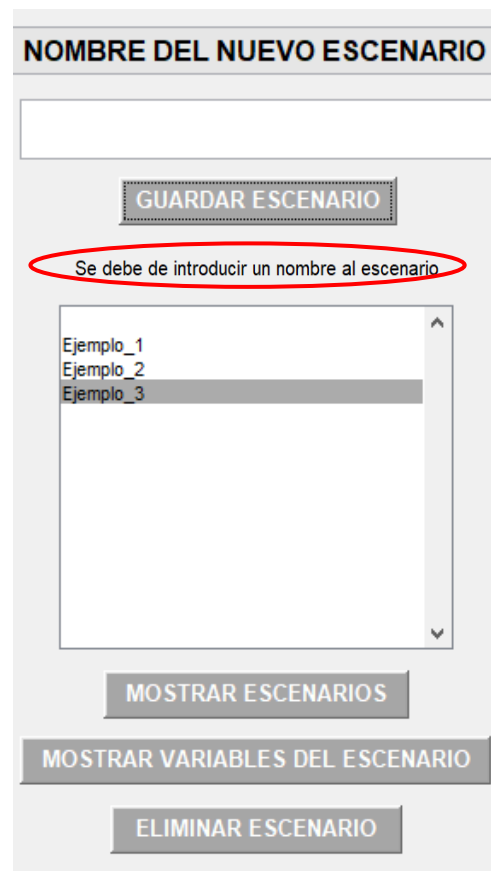 NOMBRE DEL NUEVO ESCENARIO
GUARDAR ESCENARIO
Se debe de introducir un nombre al escenario
Ejemplo_1
Ejemplo_2
Ejemplo_3
MOSTRAR ESCENARIOS
MOSTRAR VARIABLES DEL ESCENARIO
ELIMINAR ESCENARIO